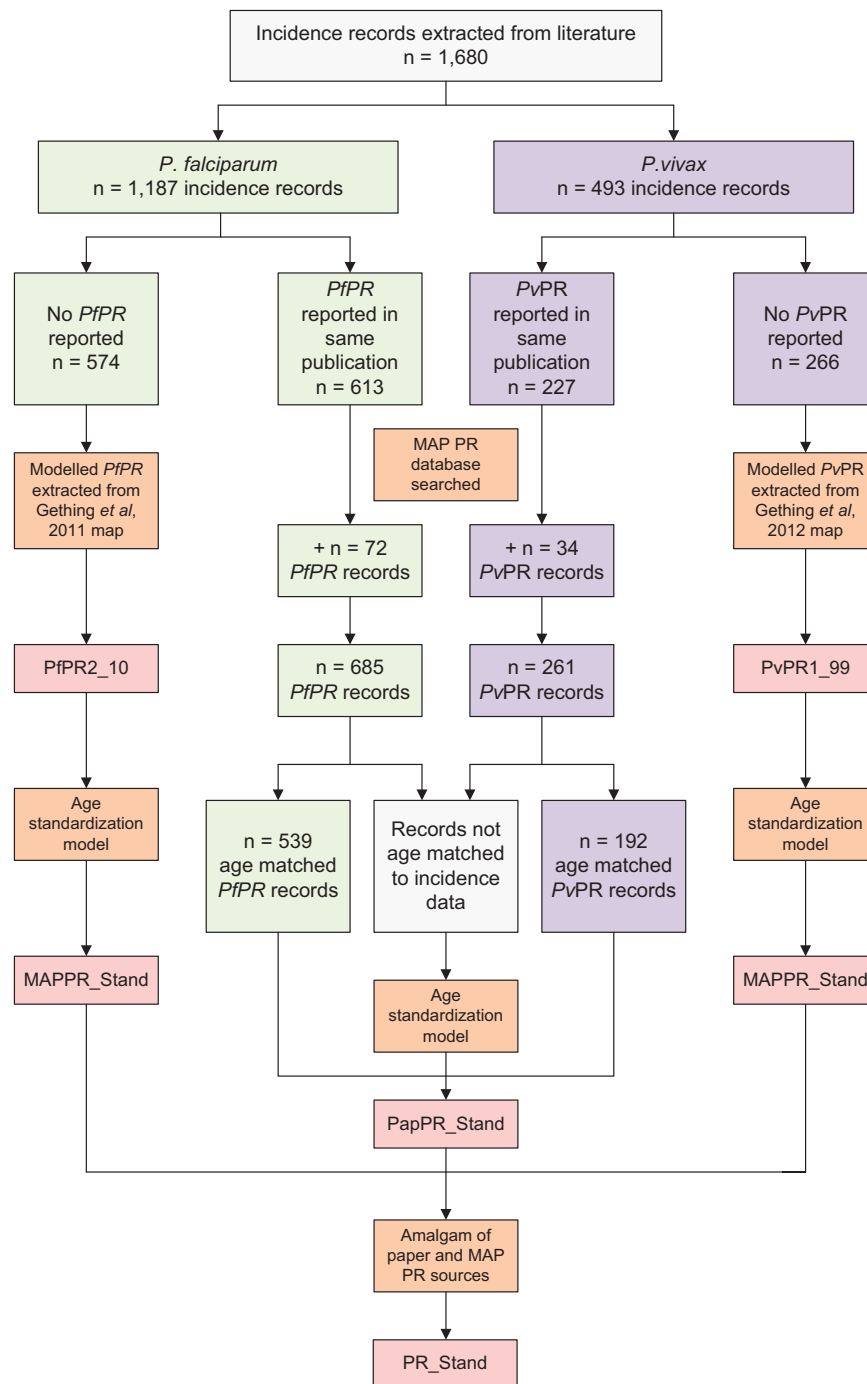 Incidence records extracted from literature
n = 1,680
P. falciparum
n = 1,187 incidence records
P.vivax
n = 493 incidence records
No PfPR
reported
n = 574
PfPR
reported in
same
publication
n = 613
PvPR
reported in
same
publication
n = 227
No PvPR
reported
n = 266
Modelled PfPR
extracted from
Gething et al,
2011 map
MAP PR
database
searched
Modelled PvPR
extracted from
Gething et al,
2012 map
+ n = 72
PfPR records
+ n = 34
PvPR records
PfPR2_10
n = 685
PfPR records
n = 261
PvPR records
PvPR1_99
Age
standardization
model
n = 539
age matched
PfPR records
Records not
age matched
to incidence
data
n = 192
age matched
PvPR records
Age
standardization
model
MAPPR_Stand
Age
standardization
model
MAPPR_Stand
PapPR_Stand
Amalgam of
paper and MAP
PR sources
PR_Stand